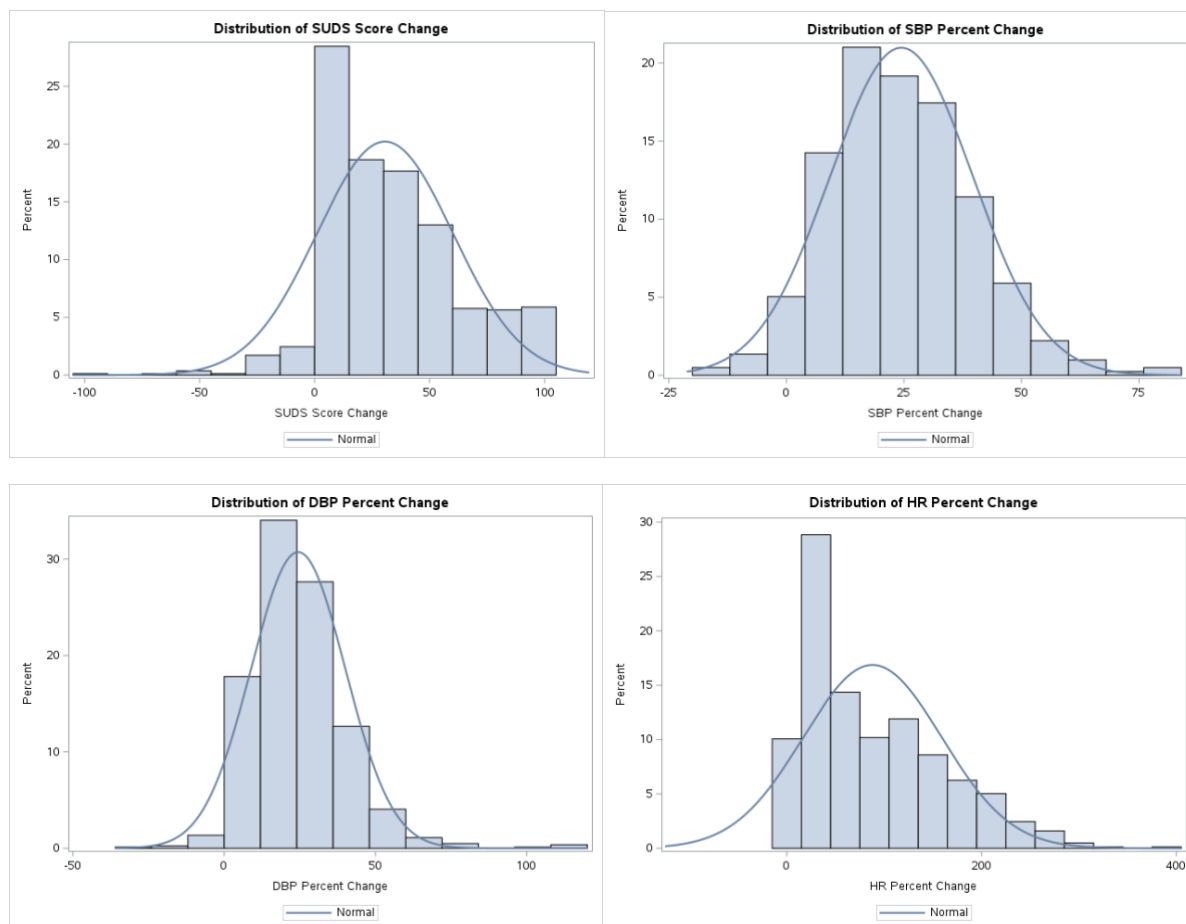 Distribution of SUDS Score Change
25
20
15
10
5
0
Percent
-100
-50
0
50
100
SUDS Score Change
Normal
Distribution of SBP Percent Change
20
15
10
5
0
Percent
-25
0
25
50
75
SBP Percent Change
Normal
Distribution of DBP Percent Change
30
20
10
0
Percent
-50
0
50
100
DBP Percent Change
Normal
Distribution of HR Percent Change
30
25
20
15
10
5
0
Percent
0
200
400
HR Percent Change
Normal